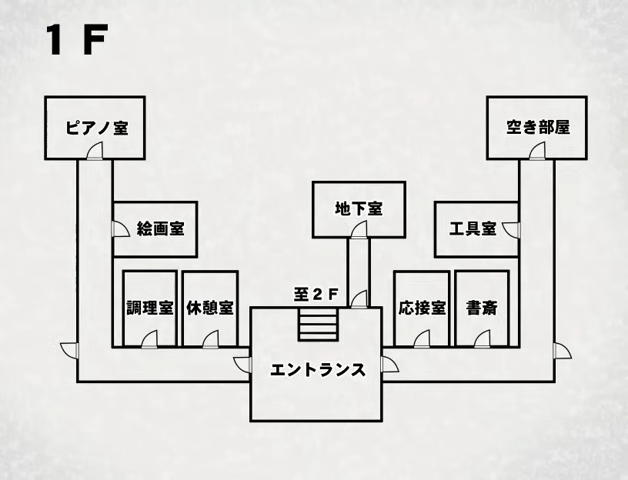 １Ｆ
ピアノ室
空き部屋
絵画室
地下室
工具室
調理室
休憩室
至２Ｆ
応接室
書斎
エントランス